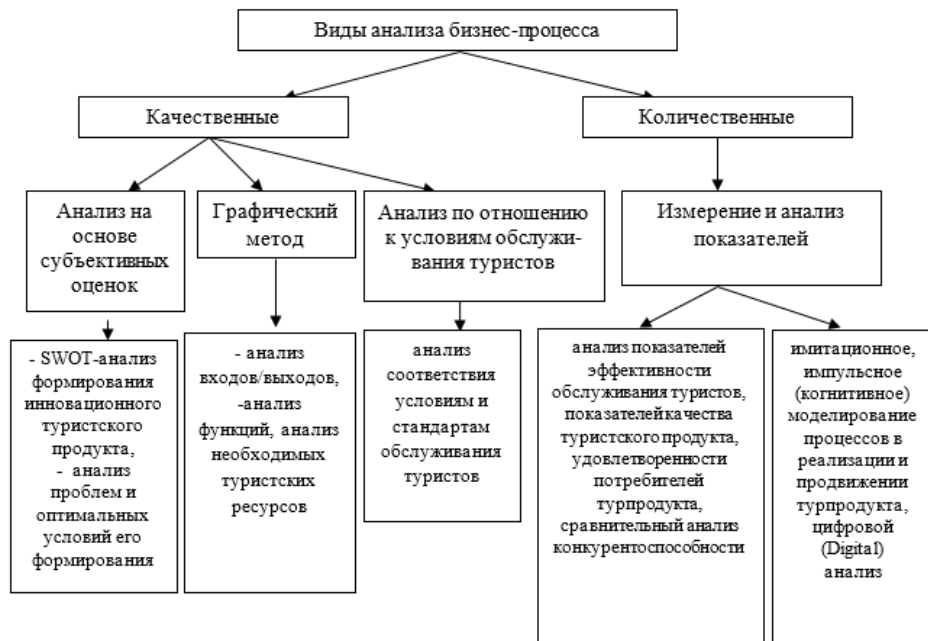 Виды анализа бизнес-процесса
Качественные
Количественные
Анализ на
основе
субъективных
оценок
Графический
метод
Анализ по отношению
к условиям обслужи-
вания туристов
Измерение и анализ
показателей
- SWOT-анализ
формирования
инновационного
туристского
продукта,
- анализ
проблем и
оптимальных
условий его
формирования
- анализ
входов/выходов,
-анализ
функций, анализ
необходимых
туристских
ресурсов
анализ
соответствия
условиям и
стандартам
обслуживания
туристов
анализ показателей
эффективности
обслуживания туристов,
показателей качества
туристского продукта,
удовлетворенности
потребителей
турпродукта,
сравнительный анализ
конкурентоспособности
имитационное,
импульсное
(когнитивное)
моделирование
процессов в
реализации и
продвижении
турпродукта,
цифровой
(Digital)
анализ